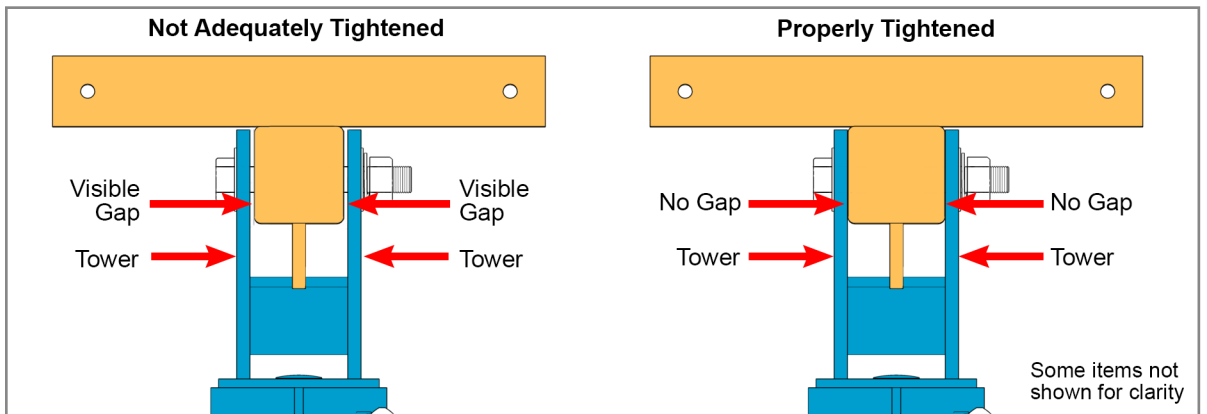 Not Adequately Tightened
Properly Tightened
Visible
Gap
Visible
Gap
Tower
Tower
No Gap
No Gap
Tower
Tower
Some items not
shown for clarity